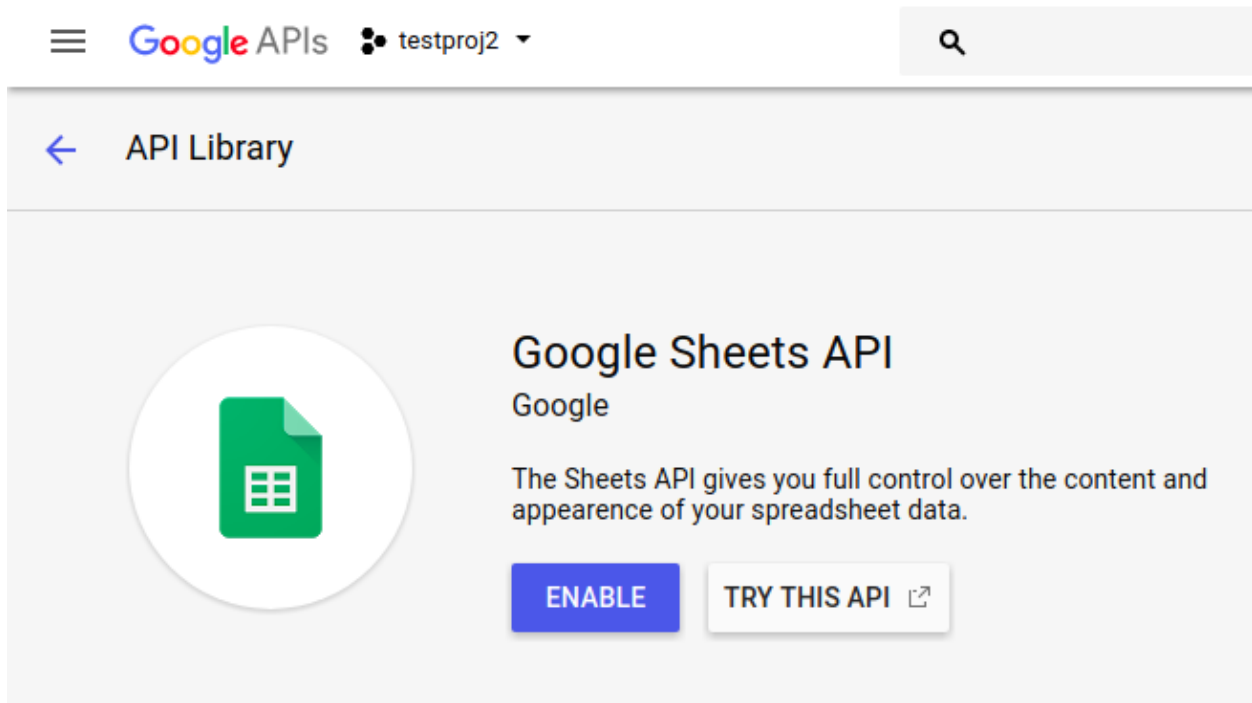 Google APIs testproj2
API Library
Google Sheets API
Google
The Sheets API gives you full control over the content and
appearence of your spreadsheet data.
ENABLE TRY THIS API